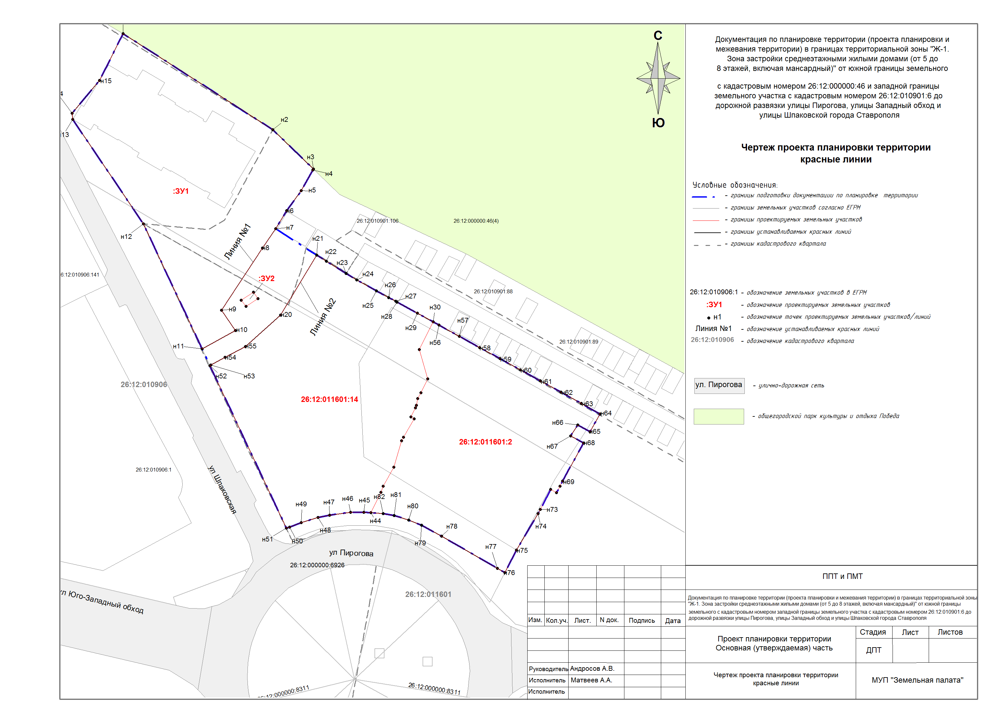 Документация по планировке территории (проекта планировки и
межевания территории) в границах территориальной зоны "Ж-1.
Зона застройки среднеэтажными жилыми домами (от 5 до
8 этажей, включая мансардный)" от южной границы земельного
с кадастровым номером 26:12:000000:46 и западной границы
земельного участка с кадастровым номером 26:12:010901:6 до
дорожной развязки улицы Пирогова, улицы Западный обход и
улицы Шпаковской города Ставрополя
Чертеж проекта планировки территории
красные линии
Условные обозначения:
- границы подготовки документации по планировке территории
- границы земельных участков согласно ЕГРН
- границы проектируемых земельных участков
- границы устанавливаемых красных линий
- границы кадастрового квартала
26:12:010906:1 - обозначение земельных участков в ЕГРН
:ЗУ1 - обозначение проектируемых земельных участков
н1 - обозначение точек проектируемых земельных участков/линий
Линия №1 - обозначение устанавливаемых красных линий
26:12:010906 - обозначение кадастрового квартала
ул. Пирогова - улично-дорожная сеть
- общегородской парк культуры и отдыха Победа
С
Ю
н15
4
13
н2
н3
н4
н5
н6
н7
н8
н12
:ЗУ1
Линия №1
:ЗУ2
н9
н10
н11
н20
н21
н22
н23
н24
н25
н26
н27
н28
н29
н30
н56
н57
н58
н59
н60
н61
н62
н63
н64
н65
н66
н67
н68
н69
н73
н74
н75
н76
н77
н78
н79
н80
н81
н82
н44
н45
н46
н47
н48
н49
н50
н51
н52
н53
н54
н55
Линия №2
26:12:010901:106
26:12:000000:46(4)
26:12:010901:88
26:12:010901:89
6:12:010906:141
26:12:010906
26:12:010906:1
26:12:011601:14
26:12:011601:2
ул Шпаковская
ул Пирогова
26:12:000000:6926
26:12:011601
ул Юго-Западный обход
26:12:000000:8311
26:12:000000:8311
Изм. Кол.уч. Лист. N док. Подпись Дата
Руководитель Андросов А.В.
Исполнитель Матвеев А.А.
Исполнитель
ППТ и ПМТ
Документация по планировке территории (проекта планировки и межевания территории) в границах территориальной зоны
"Ж-1. Зона застройки среднеэтажными жилыми домами (от 5 до 8 этажей, включая мансардный)" от южной границы
земельного с кадастровым номером западной границы земельного участка с кадастровым номером 26:12:010901:6 до
дорожной развязки улицы Пирогова, улицы Западный обход и улицы Шпаковской города Ставрополя
Проект планировки территории
Основная (утверждаемая) часть
Стадия Лист Листов
ДПТ
Чертеж проекта планировки территории
красные линии
МУП "Земельная палата"